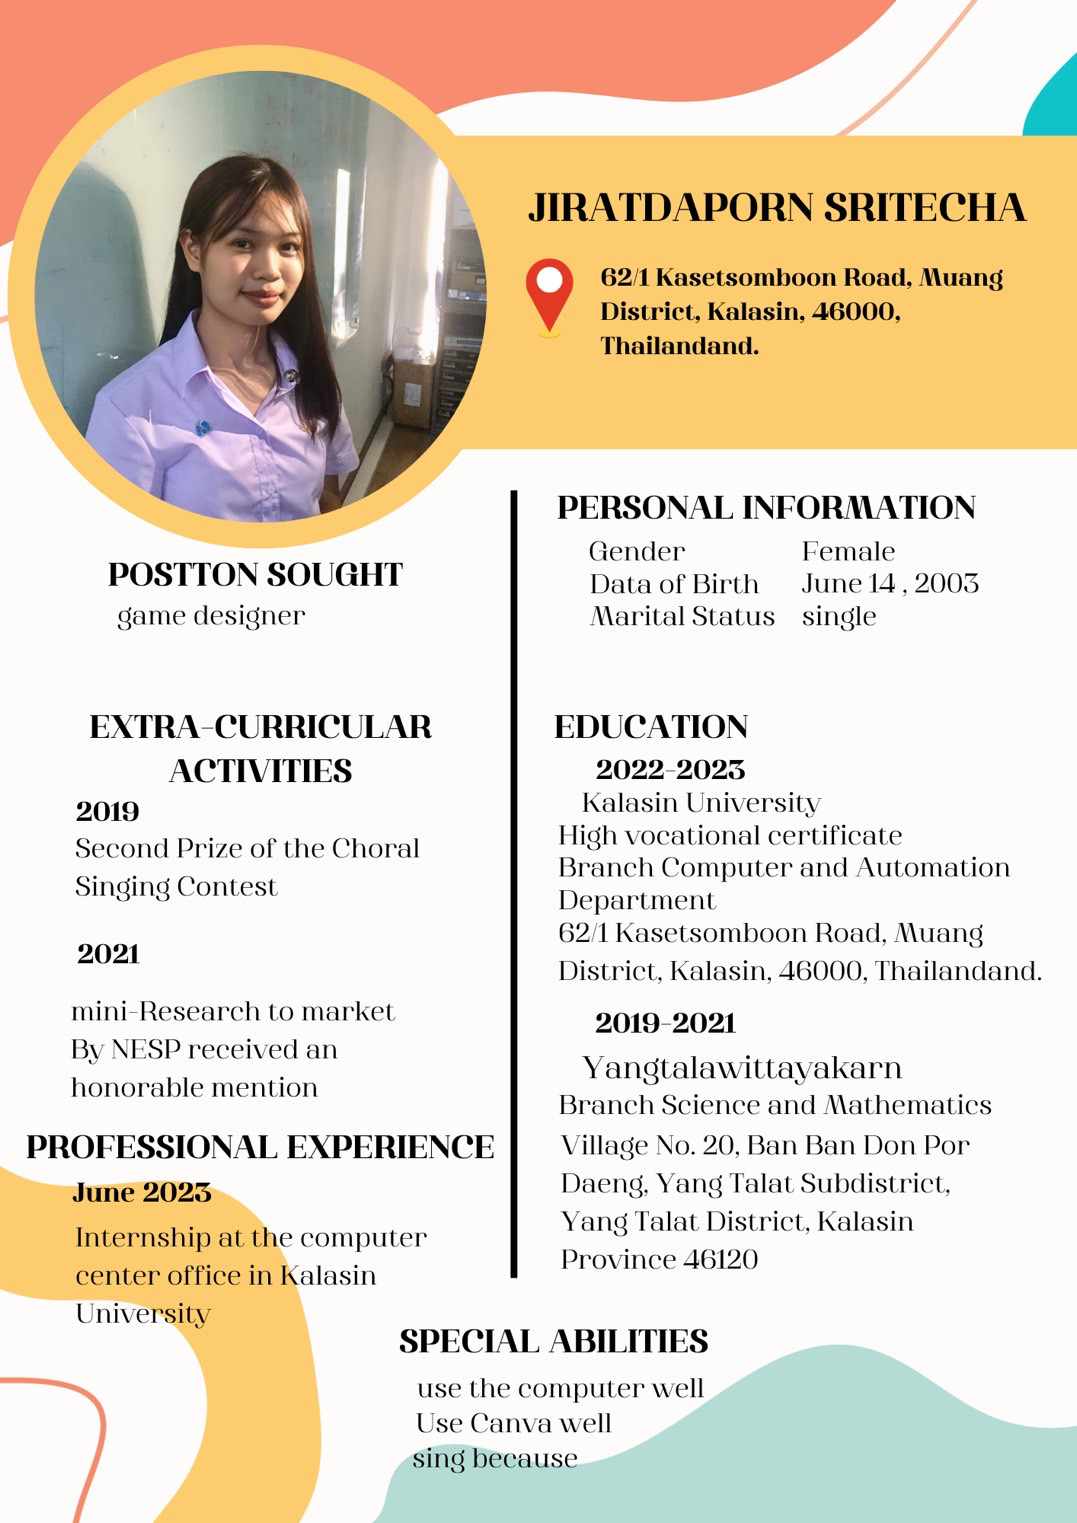 JIRATDAPORN SRITECHA
62/1 Kasetsomboon Road, Muang
District, Kalasin, 46000,
Thailandand.
POSTTON SOUGHT
game designer
EXTRA-CURRICULAR
ACTIVITIES
2019
Second Prize of the Choral
Singing Contest
2021
mini-Research to market
By NESP received an
honorable mention
PROFESSIONAL EXPERIENCE
June 2023
Internship at the computer
center office in Kalasin
University
PERSONAL INFORMATION
Gender Female
Data of Birth June 14 , 2003
Marital Status single
EDUCATION
2022-2023
Kalasin University
High vocational certificate
Branch Computer and Automation
Department
62/1 Kasetsomboon Road, Muang
District, Kalasin, 46000, Thailandand.
2019-2021
Yangtalawittayakarn
Branch Science and Mathematics
Village No. 20, Ban Ban Don Por
Daeng, Yang Talat Subdistrict,
Yang Talat District, Kalasin
Province 46120
SPECIAL ABILITIES
use the computer well
Use Canva well
sing because